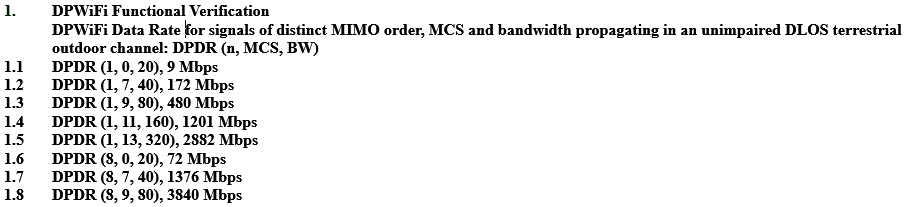 1. DPWiFi Functional Verification
DPWiFi Data Rate for signals of distinct MIMO order, MCS and bandwidth propagating in an unimpaired DLOS terrestrial
outdoor channel: DPDR (n, MCS, BW)
1.1 DPDR (1, 0, 20), 9 Mbps
1.2 DPDR (1, 7, 40), 172 Mbps
1.3 DPDR (1, 9, 80), 480 Mbps
1.4 DPDR (1, 11, 160), 1201 Mbps
1.5 DPDR (1, 13, 320), 2882 Mbps
1.6 DPDR (8, 0, 20), 72 Mbps
1.7 DPDR (8, 7, 40), 1376 Mbps
1.8 DPDR (8, 9, 80), 3840 Mbps